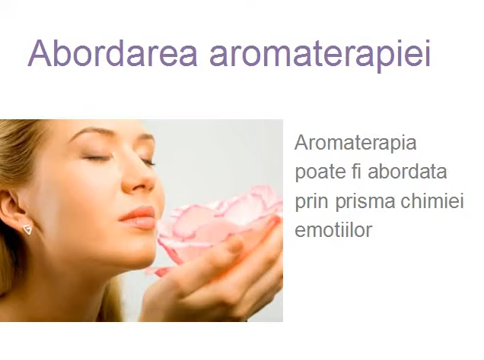 Abordarea aromaterapiei
Aromaterapia
poate fi abordata
prin prisma chimiei
emotiilor